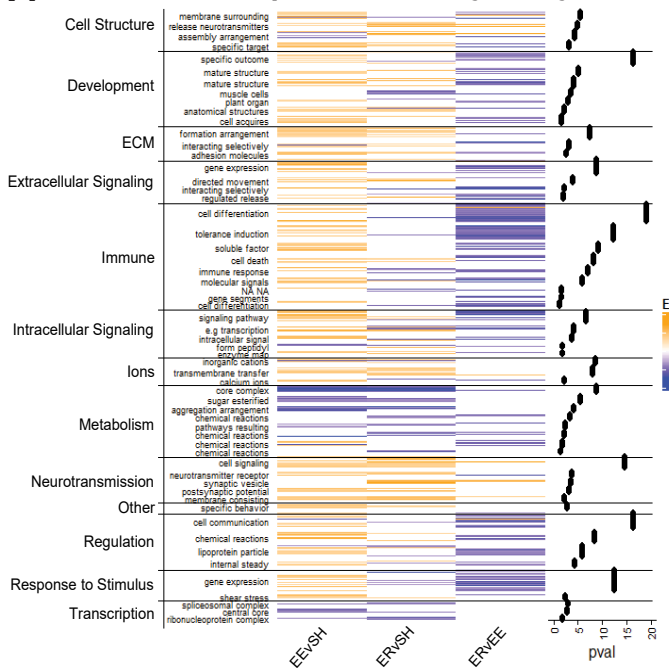 Cell Structure
membrane surrounding
release neurotransmitters
assembly arrangement
specific target
Development
specific outcome
mature structure
mature structure
muscle cells
plant organ
anatomical structures
cell acquires
ECM
formation arrangement
interacting selectively
adhesion molecules
Extracellular Signaling
gene expression
directed movement
interacting selectively
regulated release
Immune
cell differentiation
tolerance induction
soluble factor
cell death
immune response
molecular signals
NA NA
gene segments
cell differentiation
Intracellular Signaling
signaling pathway
e.g transcription
intracellular signal
form peptidyl
enzyme map
Ions
inorganic cations
transmembrane transfer
calcium ions
Metabolism
core complex
sugar esterified
aggregation arrangement
chemical reactions
pathways resulting
chemical reactions
chemical reactions
chemical reactions
Neurotransmission
cell signaling
neurotransmitter receptor
synaptic vesicle
postsynaptic potential
membrane consisting
Other
specific behavior
Regulation
cell communication
chemical reactions
lipoprotein particle
internal steady
Response to Stimulus
gene expression
shear stress
Transcription
spliceosomal complex
central core
ribonucleoprotein complex
EEvSH
ERvSH
ERvEE
0
5
10
15
20
pval